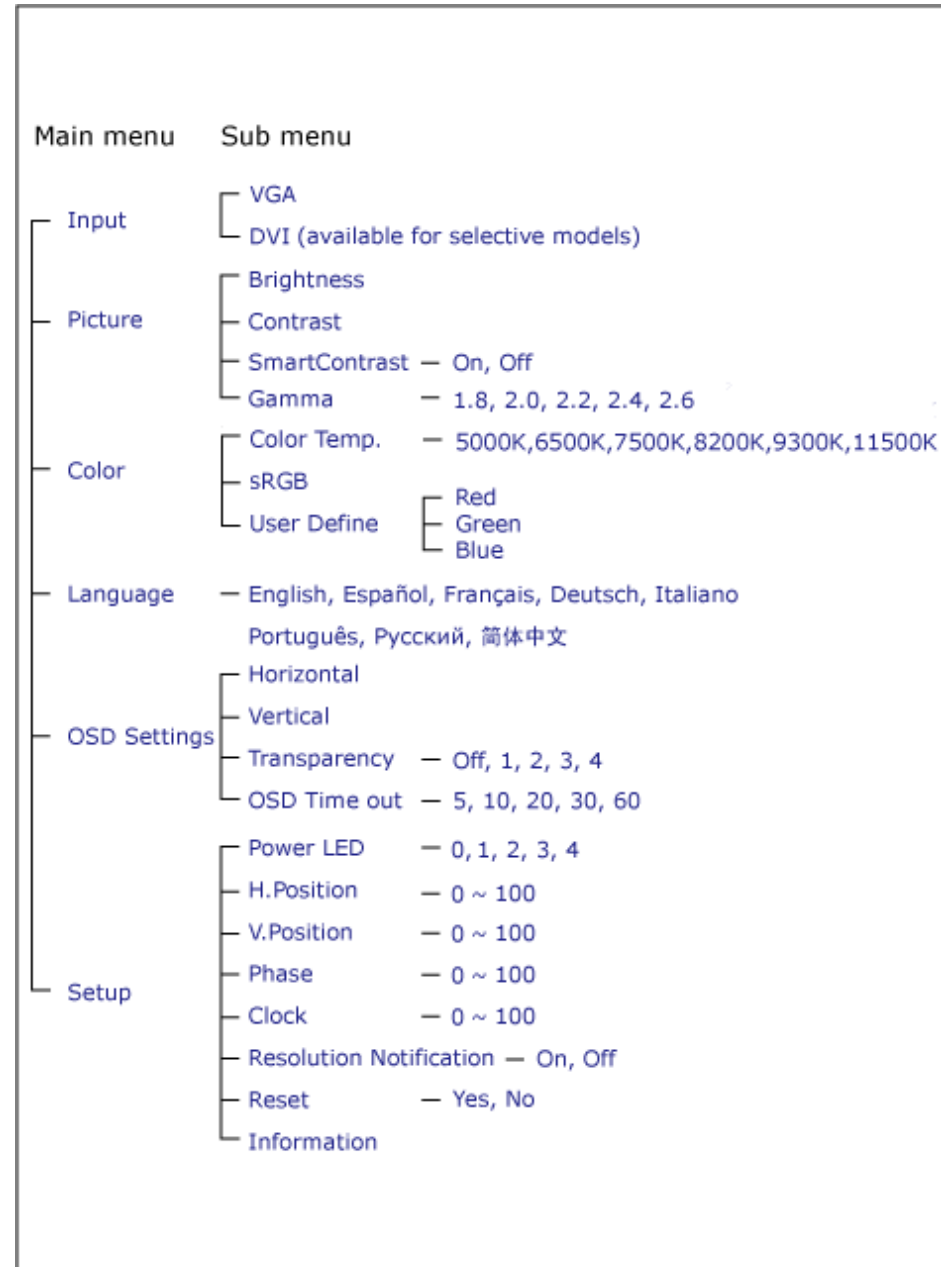 Main menu Sub menu
VGA
Input
DVI (available for selective models)
Brightness
Picture Contrast
SmartContrast — On, Off
Gamma — 1.8, 2.0, 2.2, 2.4, 2.6
Color Temp. — 5000K,6500K,7500K,8200K,9300K,11500K
Color sRGB
Red
User Define Green
Blue
Language — English, Español, Français, Deutsch, Italiano
Português, Русский, 简体中文
Horizontal
Vertical
OSD Settings
Transparency — Off, 1, 2, 3, 4
OSD Time out — 5, 10, 20, 30, 60
Power LED — 0, 1, 2, 3, 4
H.Position — 0 ~ 100
V.Position — 0 ~ 100
Phase — 0 ~ 100
Setup
Clock — 0 ~ 100
Resolution Notification — On, Off
Reset — Yes, No
Information